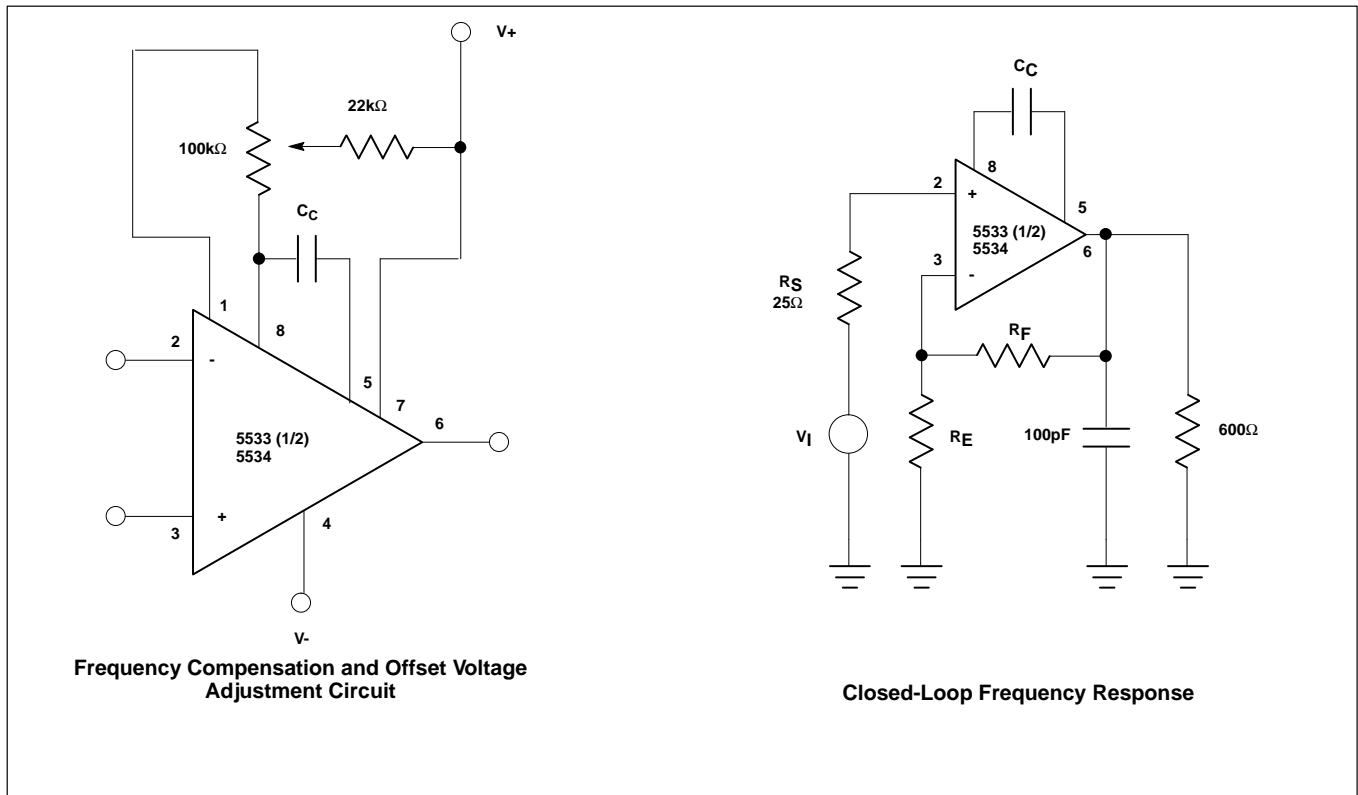 V+
22kΩ
100kΩ
CC
1
8
2
-
5
7
6
5533 (1/2)
5534
+
3
4
V-
Frequency Compensation and Offset Voltage
Adjustment Circuit
CC
8
2
+
5
5533 (1/2)
5534
6
3
-
RS
25Ω
RF
VI
RE
100pF
600Ω
Closed-Loop Frequency Response